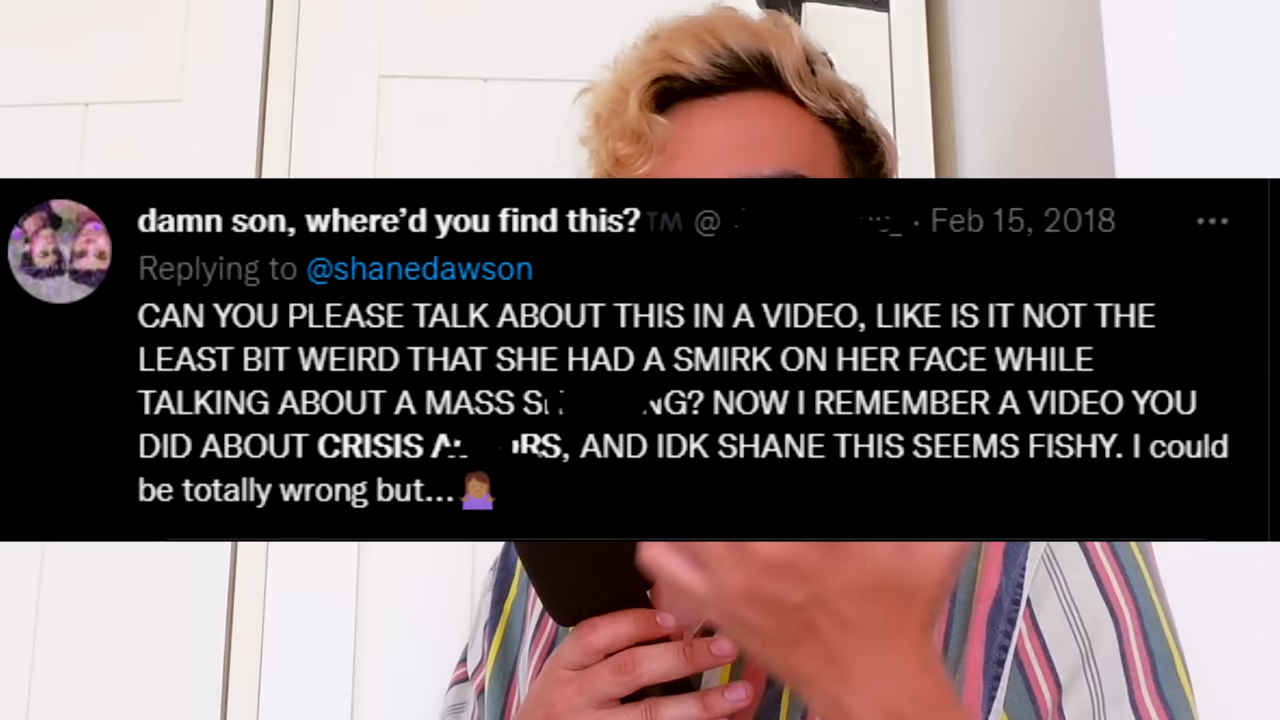 damn son, where'd you find this?™ @ · Feb 15, 2018
Replying to @shanedawson
CAN YOU PLEASE TALK ABOUT THIS IN A VIDEO, LIKE IS IT NOT THE
LEAST BIT WEIRD THAT SHE HAD A SMIRK ON HER FACE WHILE
TALKING ABOUT A MASS NOW I REMEMBER A VIDEO YOU
DID ABOUT CRISIS AND IDK SHANE THIS SEEMS FISHY. I could
be totally wrong but...🤷🏽‍♀️